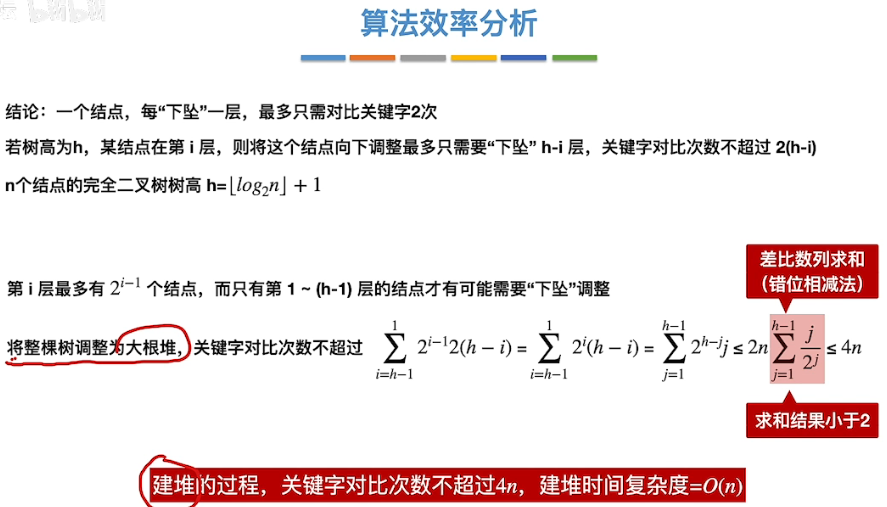 算法效率分析
结论：一个结点，每“下坠”一层，最多只需对比关键字2次
若树高为h，某结点在第 i 层，则将这个结点向下调整最多只需要“下坠” h-i 层，关键字对比次数不超过 2(h-i)
n个结点的完全二叉树树高 h=⌊log₂n⌋ + 1
差比数列求和
（错位相减法）
第 i 层最多有 2^{i−1} 个结点，而只有第 1 ~ (h-1) 层的结点才有可能需要“下坠”调整
将整棵树调整为大根堆，关键字对比次数不超过 \sum_{i=h-1}^{1} 2^{i-1}2(h-i) = \sum_{i=h-1}^{1} 2^{i}(h-i) = \sum_{j=1}^{h-1} 2^{h-j}j ≤ 2n \sum_{j=1}^{h-1} \frac{j}{2^{j}} ≤ 4n
求和结果小于2
建堆的过程，关键字对比次数不超过4n，建堆时间复杂度=O(n)